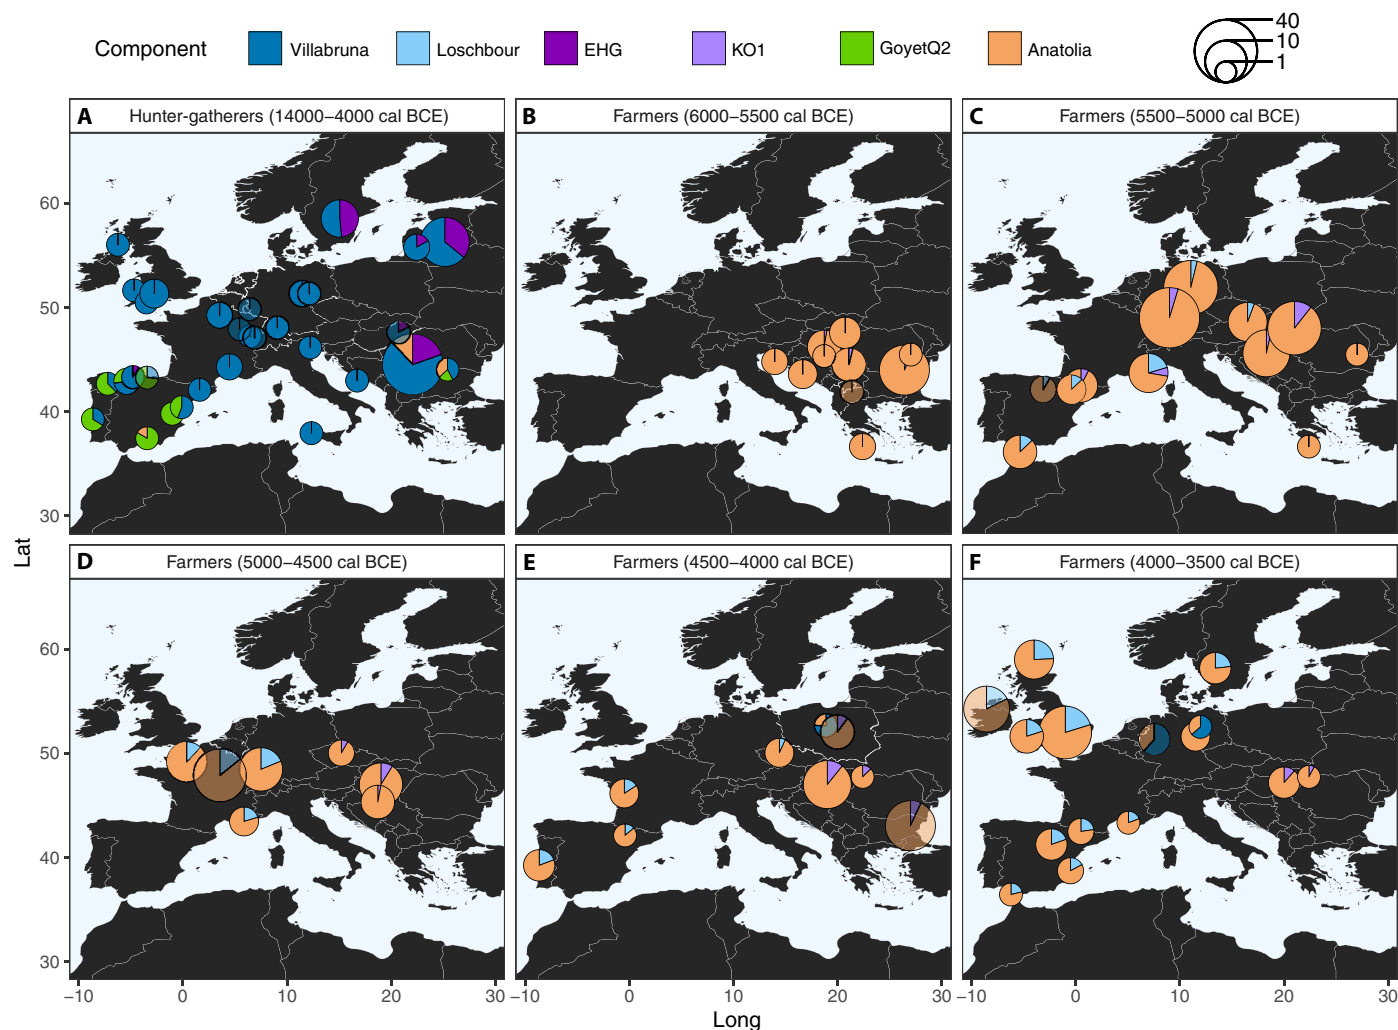 Component Villabruna Loschbour EHG KO1 GoyetQ2 Anatolia
40
10
1
A Hunter-gatherers (14000–4000 cal BCE)
B Farmers (6000–5500 cal BCE)
C Farmers (5500–5000 cal BCE)
60
50
40
30
Lat
D Farmers (5000–4500 cal BCE)
E Farmers (4500–4000 cal BCE)
F Farmers (4000–3500 cal BCE)
60
50
40
30
−10 0 10 20 30
−10 0 10 20 30
−10 0 10 20 30
Long